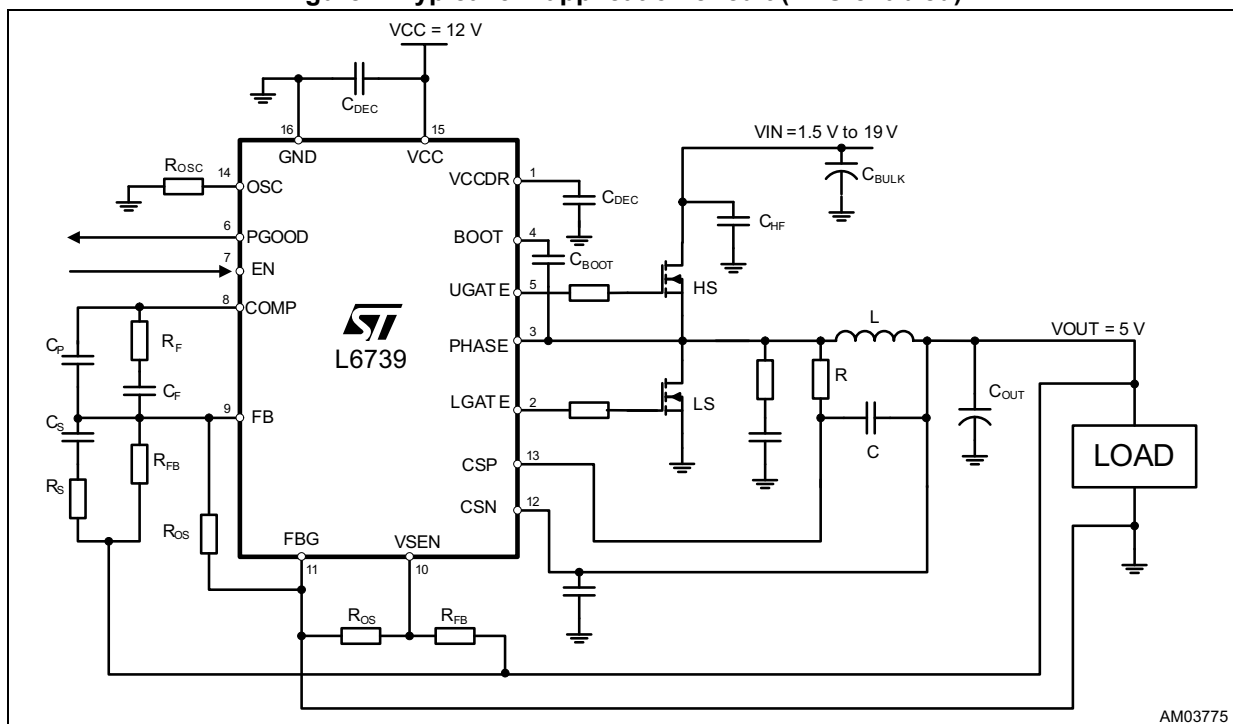 VCC = 12 V
CDEC
16
15
GND
VCC
VIN =1.5 V to 19 V
ROSC
14
OSC
VCCDR
1
CDEC
CBULK
6
PGOOD
BOOT
4
CHF
7
EN
CBOOT
UGATE
5
HS
8
COMP
ST
L
VOUT = 5 V
CP
RF
L6739
PHASE
3
R
CF
LGATE
2
LS
COUT
9
FB
C
CS
RFB
CSP
13
LOAD
RS
CSN
12
ROS
FBG
VSEN
11
10
ROS
RFB
AM03775